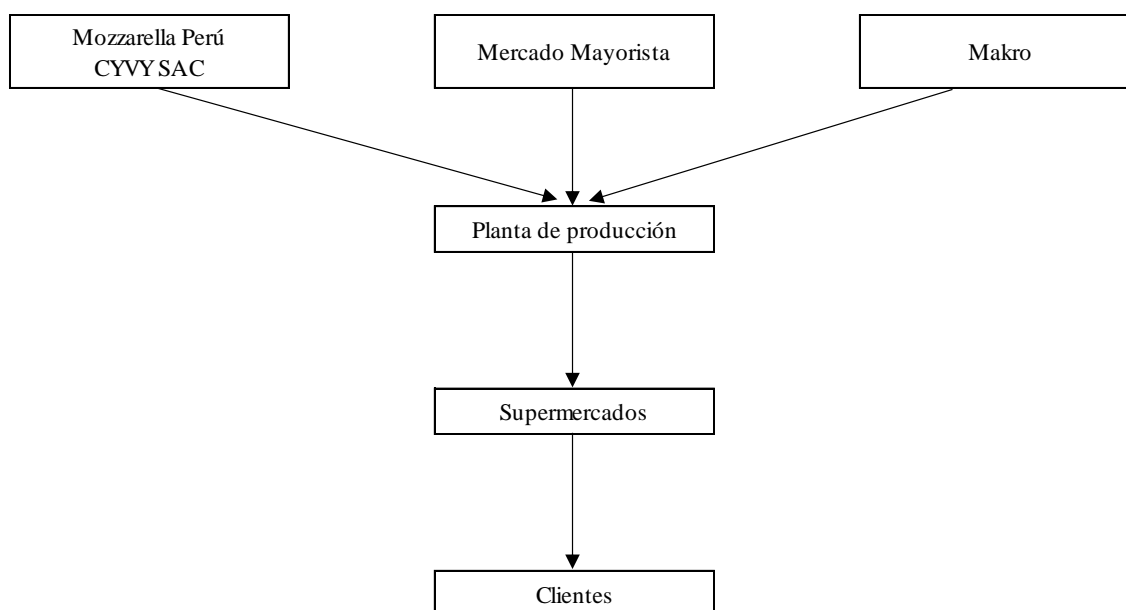 Mozzarella Perú
CYVY SAC
Mercado Mayorista
Makro
Planta de producción
Supermercados
Clientes